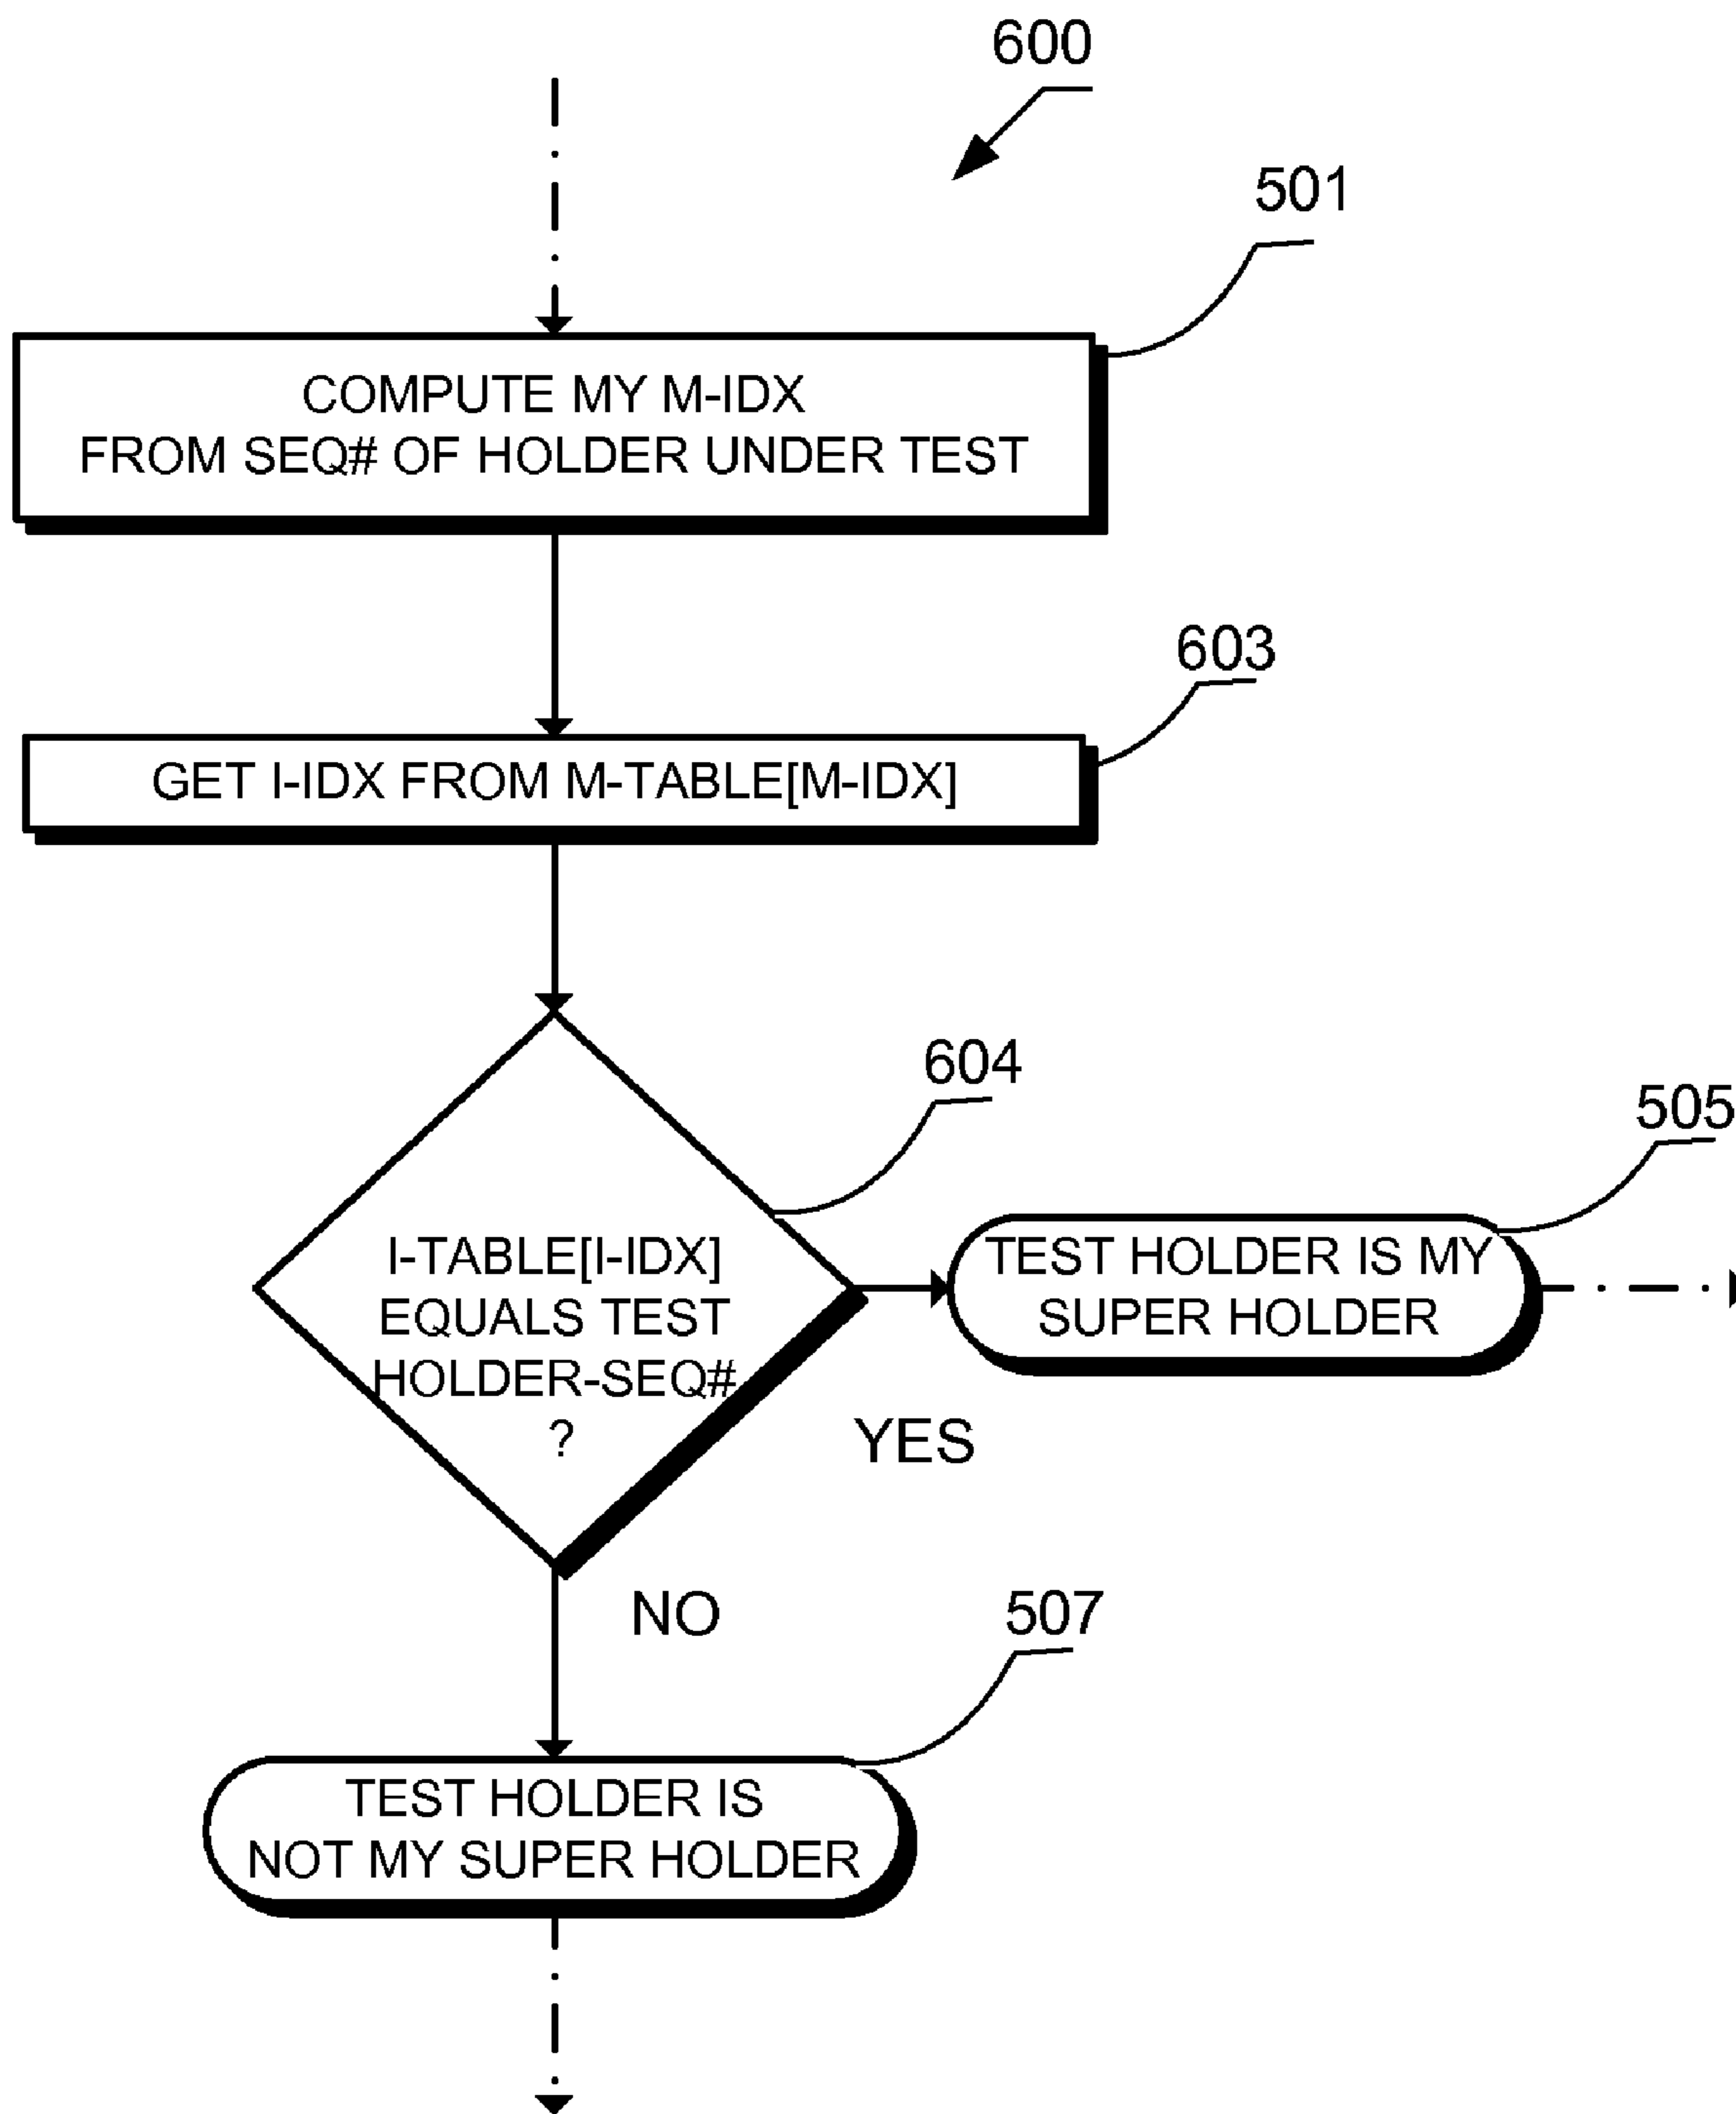 600
501
COMPUTE MY M-IDX
FROM SEQ# OF HOLDER UNDER TEST
603
GET I-IDX FROM M-TABLE[M-IDX]
604
505
I-TABLE[I-IDX]
EQUALS TEST
HOLDER-SEQ#
?
TEST HOLDER IS MY
SUPER HOLDER
YES
NO
507
TEST HOLDER IS
NOT MY SUPER HOLDER